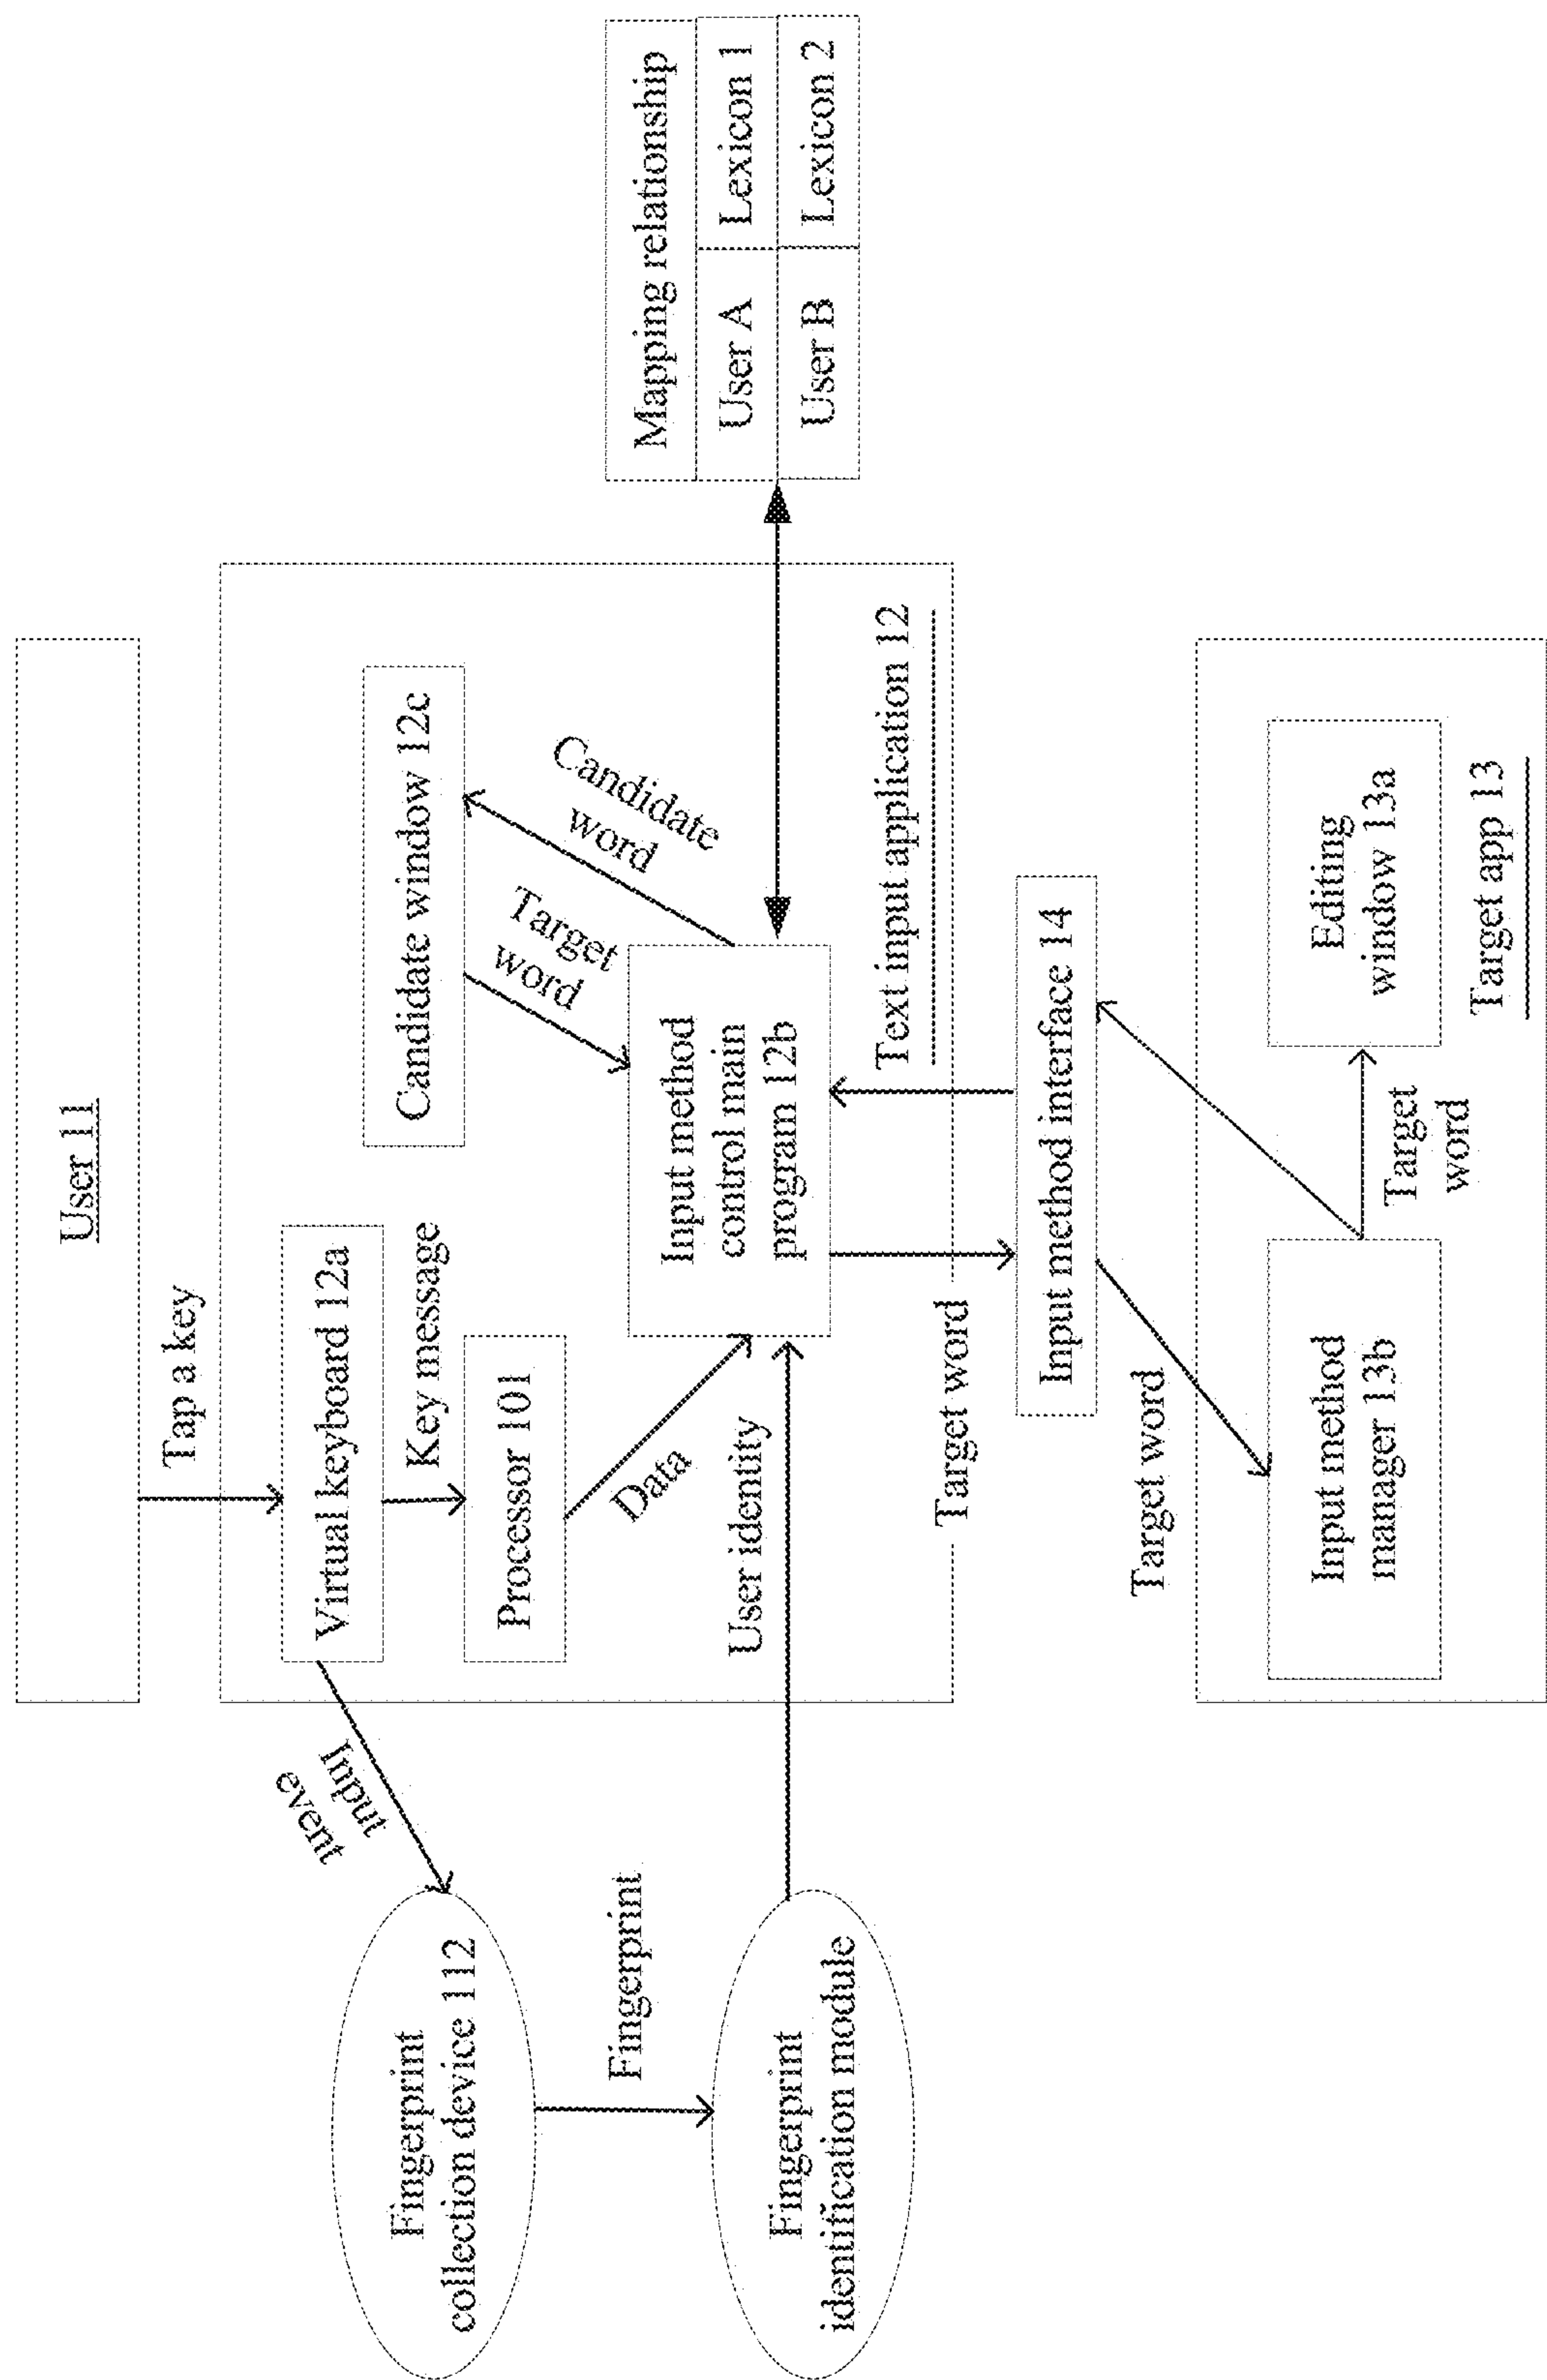 User 11
Tap a key
Virtual keyboard 12a
Key message
Processor 101
Data
Input
event
Fingerprint
collection device 112
Fingerprint
Fingerprint
identification module
User identity
Candidate window 12c
Candidate
word
Target
word
Input method
control main
program 12b
Text input application 12
Mapping relationship
User A
Lexicon 1
User B
Lexicon 2
Target word
Input method interface 14
Target word
Input method
manager 13b
Target
word
Editing
window 13a
Target app 13